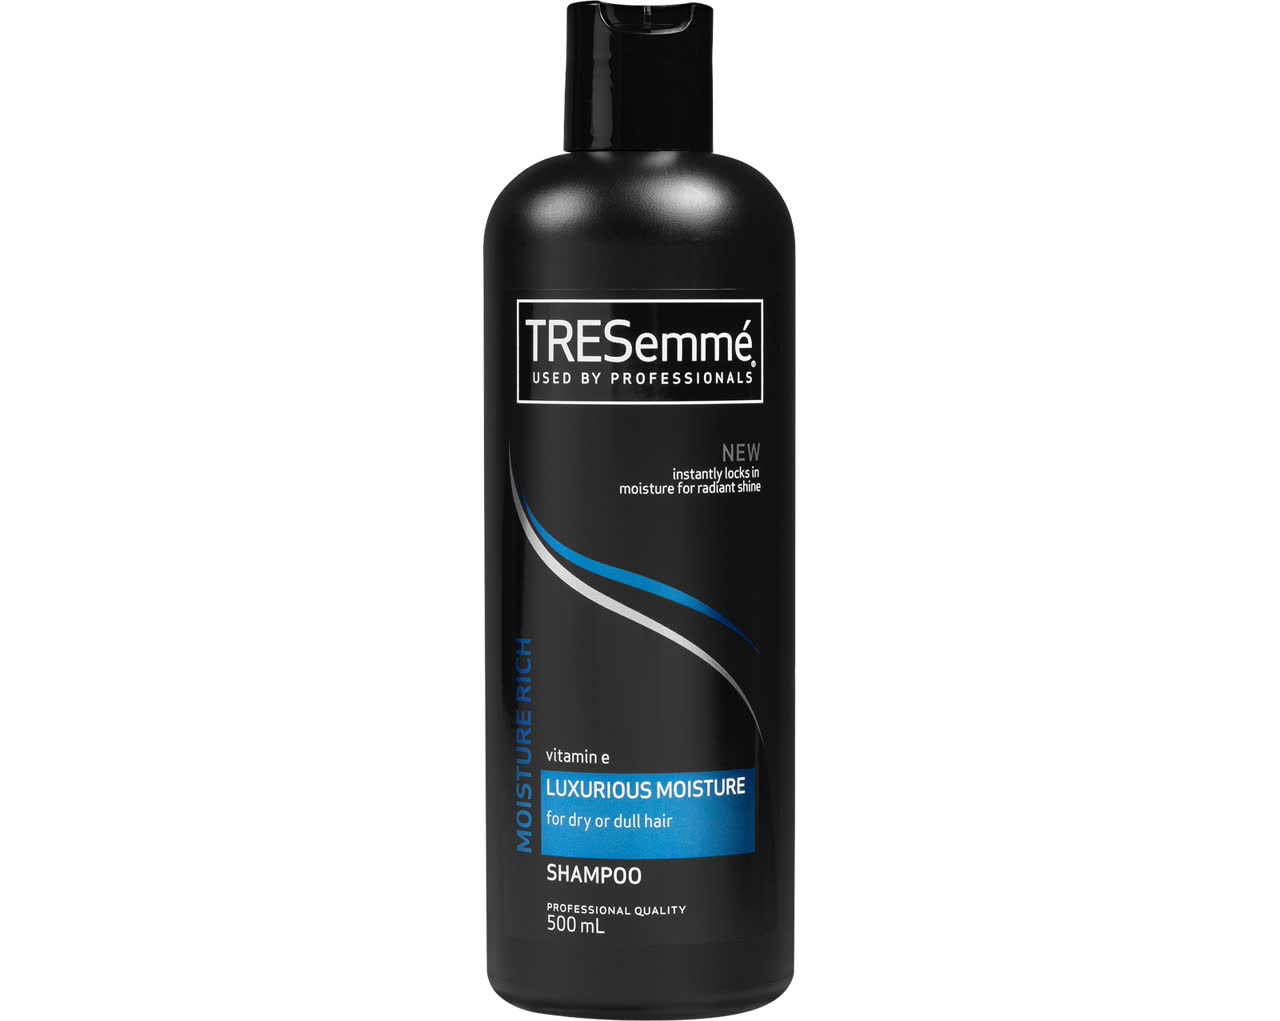 TRESemmé®
USED BY PROFESSIONALS
NEW
instantly locks in
moisture for radiant shine
MOISTURE RICH
vitamin e
LUXURIOUS MOISTURE
for dry or dull hair
SHAMPOO
PROFESSIONAL QUALITY
500 mL